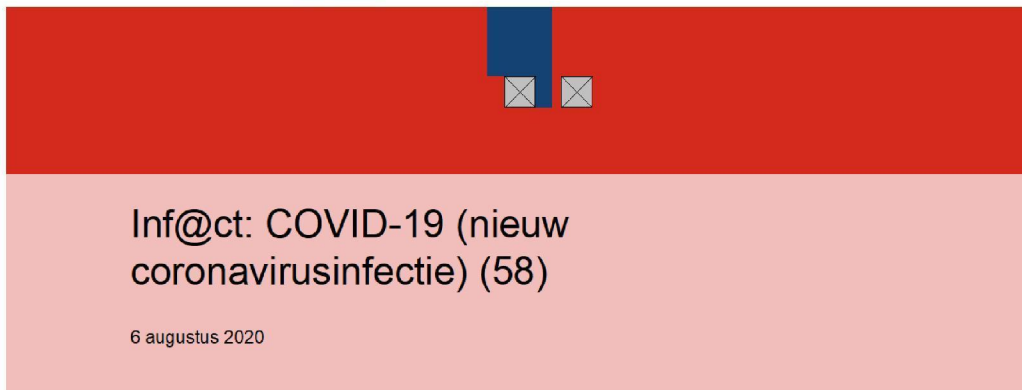 Inf@ct: COVID-19 (nieuw
coronavirusinfectie) (58)
6 augustus 2020